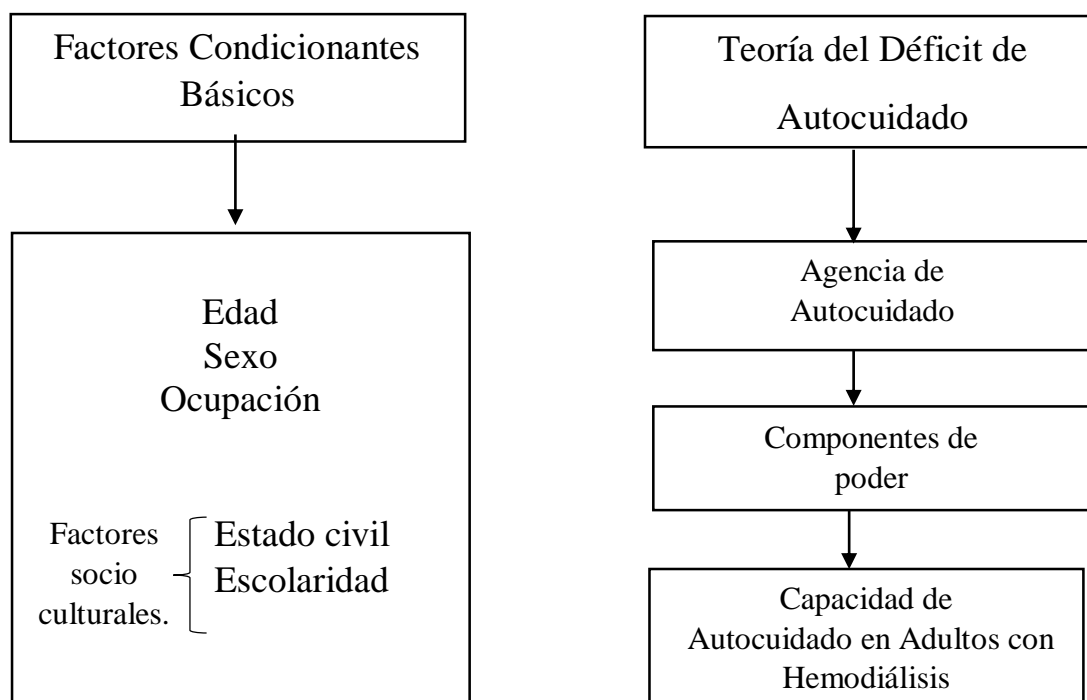 Factores Condicionantes
Básicos
Edad
Sexo
Ocupación
Factores
socio
culturales.
Estado civil
Escolaridad
Teoría del Déficit de
Autocuidado
Agencia de
Autocuidado
Componentes de
poder
Capacidad de
Autocuidado en Adultos con
Hemodiálisis